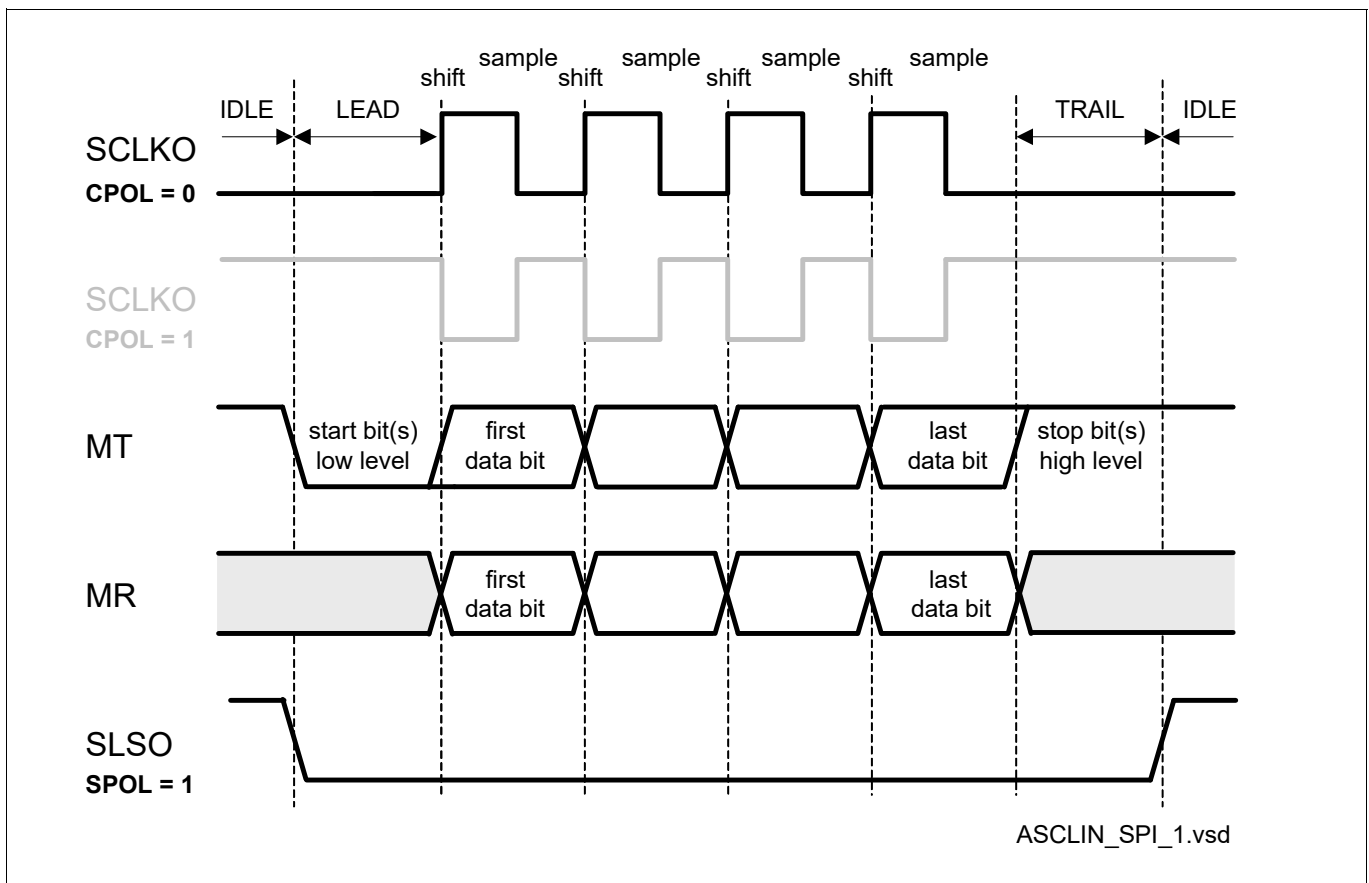 sample sample sample sample
shift shift shift shift
IDLE LEAD TRAIL IDLE
SCLKO
CPOL = 0
SCLKO
CPOL = 1
MT
start bit(s)
low level
first
data bit
last
data bit
stop bit(s)
high level
MR
first
data bit
last
data bit
SLSO
SPOL = 1
ASCLIN_SPI_1.vsd